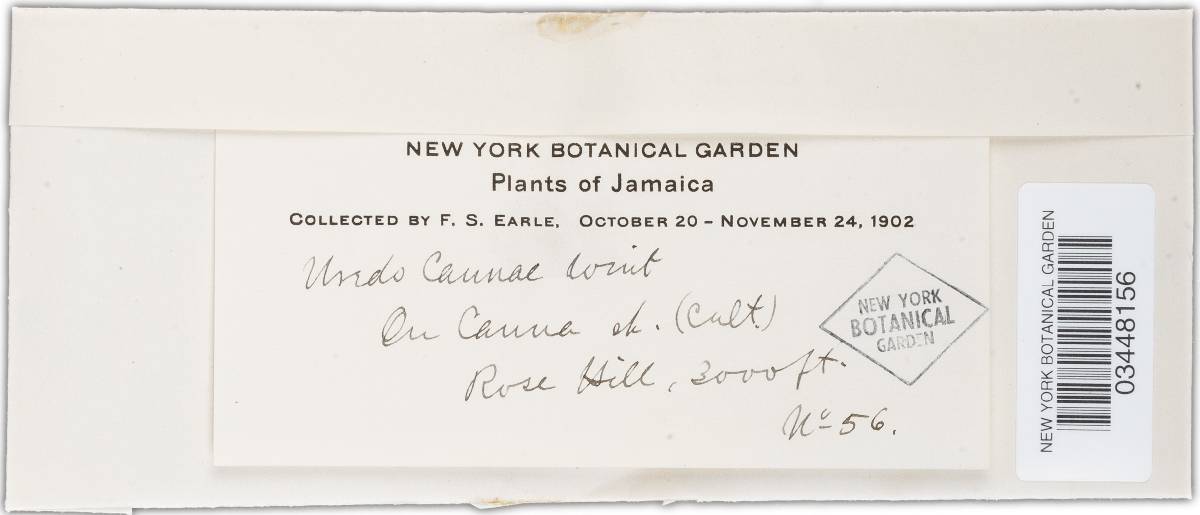 NEW YORK BOTANICAL GARDEN
Plants of Jamaica
COLLECTED BY F. S. EARLE, OCTOBER 20 – NOVEMBER 24, 1902
Uredo Cannae Wint
On Canna sp. (Cult.)
Rose Hill, 3000 ft.
No 56.
NEW YORK
BOTANICAL
GARDEN
NEW YORK BOTANICAL GARDEN
03448156